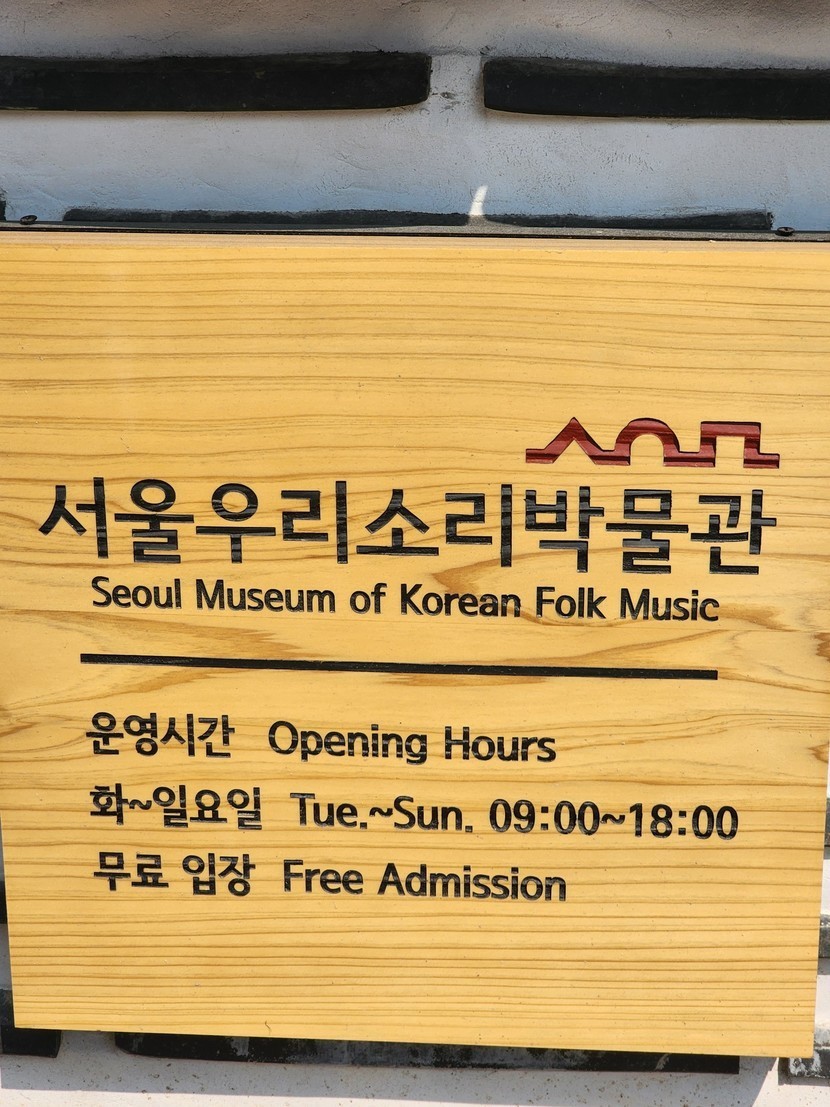 서울우리소리박물관
Seoul Museum of Korean Folk Music
운영시간 Opening Hours
화~일요일 Tue.~Sun. 09:00~18:00
무료 입장 Free Admission